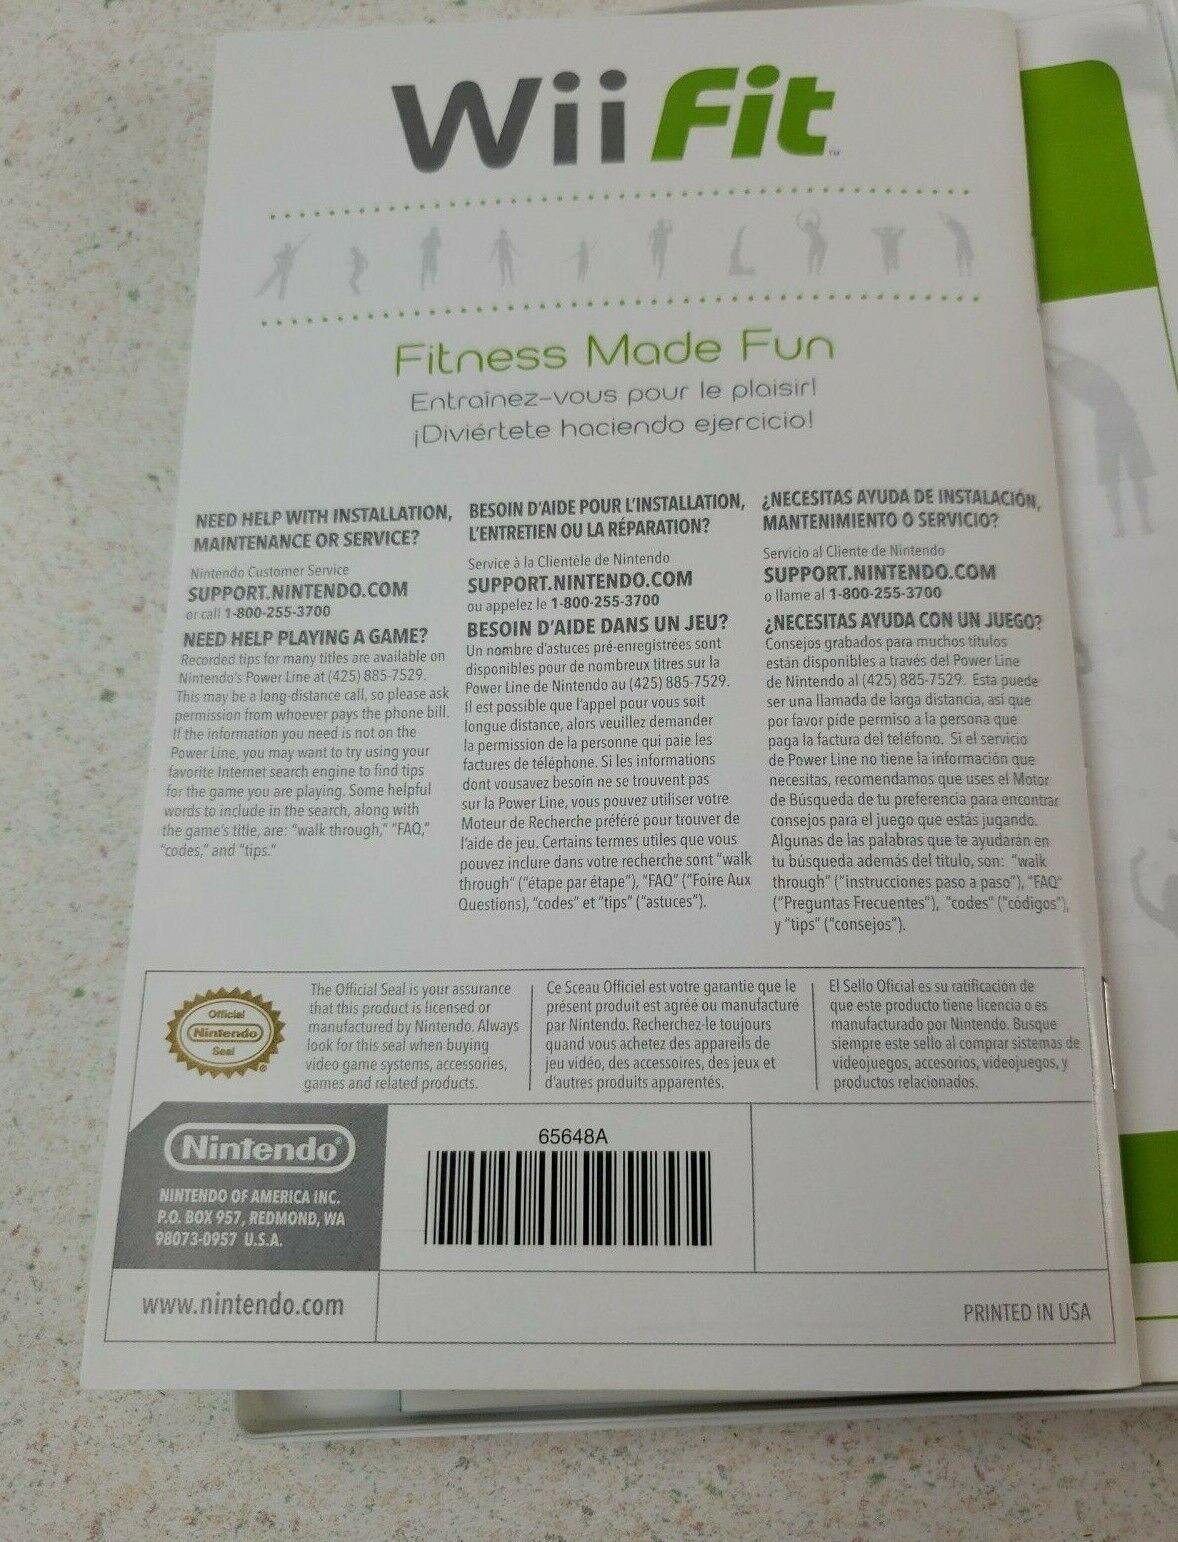 Wii Fit™
Fitness Made Fun
Entraînez-vous pour le plaisir!
¡Diviértete haciendo ejercicio!
NEED HELP WITH INSTALLATION,
MAINTENANCE OR SERVICE?
Nintendo Customer Service
SUPPORT.NINTENDO.COM
or call 1-800-255-3700
NEED HELP PLAYING A GAME?
Recorded tips for many titles are available on
Nintendo's Power Line at (425) 885-7529.
This may be a long-distance call, so please ask
permission from whoever pays the phone bill.
If the information you need is not on the
Power Line, you may want to try using your
favorite Internet search engine to find tips
for the game you are playing. Some helpful
words to include in the search, along with
the game's title, are: "walk through," "FAQ,"
"codes," and "tips."
BESOIN D'AIDE POUR L'INSTALLATION,
L'ENTRETIEN OU LA RÉPARATION?
Service à la Clientèle de Nintendo
SUPPORT.NINTENDO.COM
ou appelez le 1-800-255-3700
BESOIN D'AIDE DANS UN JEU?
Un nombre d'astuces pré-enregistrées sont
disponibles pour de nombreux titres sur la
Power Line de Nintendo au (425) 885-7529.
Il est possible que l'appel pour vous soit
longue distance, alors veuillez demander
la permission de la personne qui paie les
factures de téléphone. Si les informations
dont vousavez besoin ne se trouvent pas
sur la Power Line, vous pouvez utiliser votre
Moteur de Recherche préféré pour trouver de
l'aide de jeu. Certains termes utiles que vous
pouvez inclure dans votre recherche sont "walk
through" ("étape par étape"), "FAQ" ("Foire Aux
Questions), "codes" et "tips" ("astuces").
¿NECESITAS AYUDA DE INSTALACIÓN,
MANTENIMIENTO O SERVICIO?
Servicio al Cliente de Nintendo
SUPPORT.NINTENDO.COM
o llame al 1-800-255-3700
¿NECESITAS AYUDA CON UN JUEGO?
Consejos grabados para muchos títulos
están disponibles a través del Power Line
de Nintendo al (425) 885-7529. Esta puede
ser una llamada de larga distancia, así que
por favor píde permiso a la persona que
paga la factura del teléfono. Si el servicio
de Power Line no tiene la información que
necesitas, recomendamos que uses el Motor
de Búsqueda de tu preferencia para encontrar
consejos para el juego que estás jugando.
Algunas de las palabras que te ayudarán en
tu búsqueda además del titulo, son: "walk
through" ("instrucciones paso a paso"), "FAQ"
("Preguntas Frecuentes"), "codes" ("códigos"),
y "tips" ("consejos").
Official
Nintendo
Seal
®
The Official Seal is your assurance
that this product is licensed or
manufactured by Nintendo. Always
look for this seal when buying
video game systems, accessories,
games and related products.
Ce Sceau Officiel est votre garantie que le
présent produit est agréé ou manufacturé
par Nintendo. Recherchez-le toujours
quand vous achetez des appareils de
jeu vidéo, des accessoires, des jeux et
d'autres produits apparentés.
El Sello Oficial es su ratificación de
que este producto tiene licencia o es
manufacturado por Nintendo. Busque
siempre este sello al comprar sistemas de
videojuegos, accesorios, videojuegos, y
productos relacionados.
Nintendo®
NINTENDO OF AMERICA INC.
P.O. BOX 957, REDMOND, WA
98073-0957 U.S.A.
65648A
www.nintendo.com
PRINTED IN USA